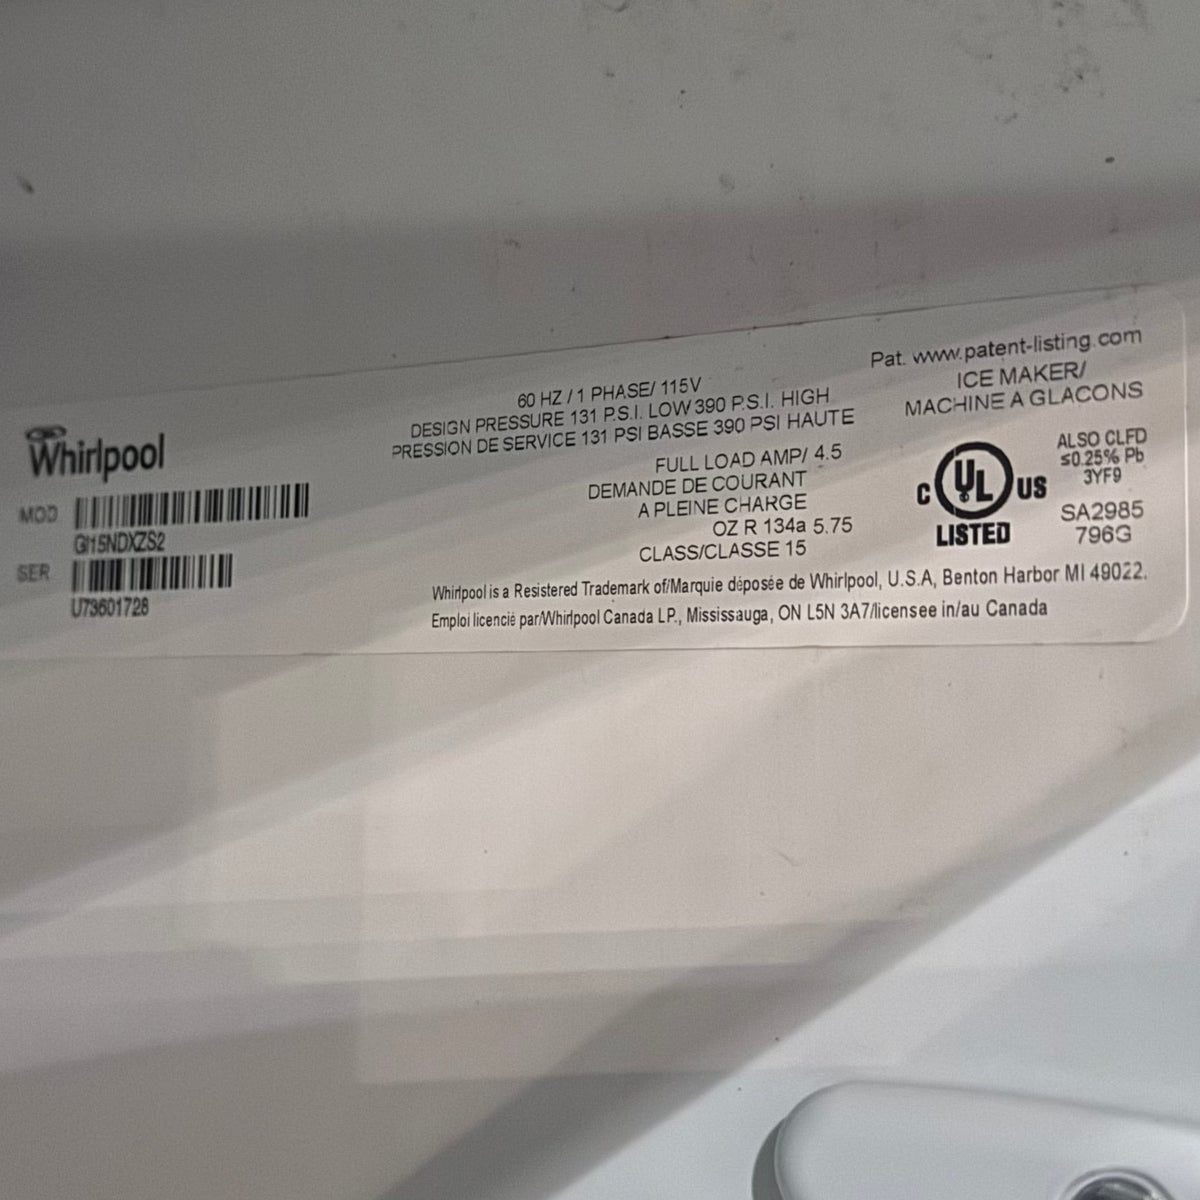 Whirlpool
MOD
GI15NDXZS2
SER
U73601728
60 HZ / 1 PHASE/ 115V
DESIGN PRESSURE 131 P.S.I. LOW 390 P.S.I. HIGH
PRESSION DE SERVICE 131 PSI BASSE 390 PSI HAUTE
FULL LOAD AMP/ 4.5
DEMANDE DE COURANT
A PLEINE CHARGE
OZ R 134a 5.75
CLASS/CLASSE 15
Pat. www.patent-listing.com
ICE MAKER/
MACHINE A GLACONS
C UL US
LISTED
ALSO CLFD
≤0.25% Pb
3YF9
SA2985
796G
Whirlpool is a Resistered Trademark of/Marquie déposée de Whirlpool, U.S.A, Benton Harbor MI 49022.
Emploi licencié par/Whirlpool Canada LP., Mississauga, ON L5N 3A7/licensee in/au Canada